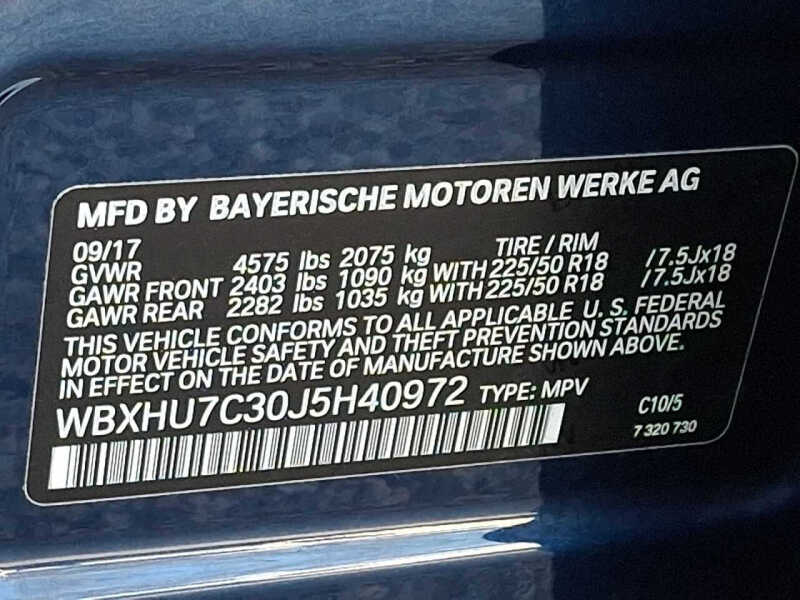 MFD BY BAYERISCHE MOTOREN WERKE AG
09/17 TIRE / RIM
GVWR 4575 lbs 2075 kg
GAWR FRONT 2403 lbs 1090 kg WITH 225/50 R18 /7.5Jx18
GAWR REAR 2282 lbs 1035 kg WITH 225/50 R18 /7.5Jx18
THIS VEHICLE CONFORMS TO ALL APPLICABLE U. S. FEDERAL
MOTOR VEHICLE SAFETY AND THEFT PREVENTION STANDARDS
IN EFFECT ON THE DATE OF MANUFACTURE SHOWN ABOVE.
WBXHU7C30J5H40972 TYPE: MPV
C10/5
7 320 730